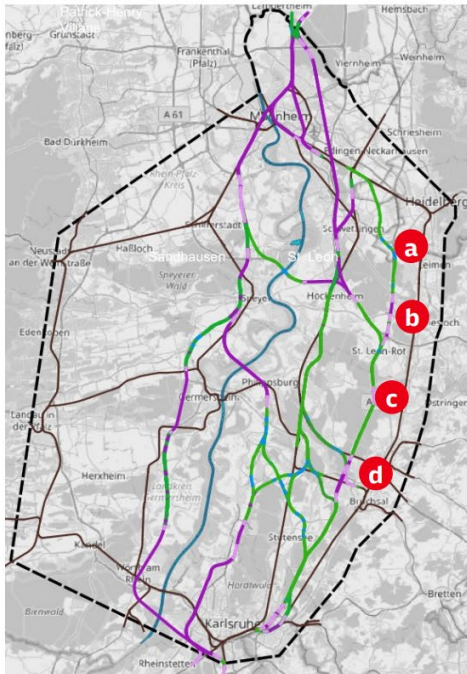 Patrick-Henry
Lampertheim
Hemsbach
Grünstadt
Frankenthal
(Pfalz)
Viernheim
Weinheim
A 61
Mannheim
Schriesheim
Bad Dürkheim
Edingen-Neckarhausen
Rhein-Pfalz
Kreis
Heidelberg
Schifferstadt
Schwetzingen
Neustadt
an der Weinstraße
Haßloch
Sandhausen
St. Leon
a
Leimen
Speyerer
Wald
Speyer
Hockenheim
b
Edenkoben
St. Leon-Rot
Philippsburg
c
Germersheim
Östringen
Landau in
der Pfalz
d
Herxheim
Landkreis
Germersheim
Bruchsal
Kandel
Stutensee
Wörth am
Rhein
Hardtwald
Bretten
Bienwald
Karlsruhe
Rheinstetten